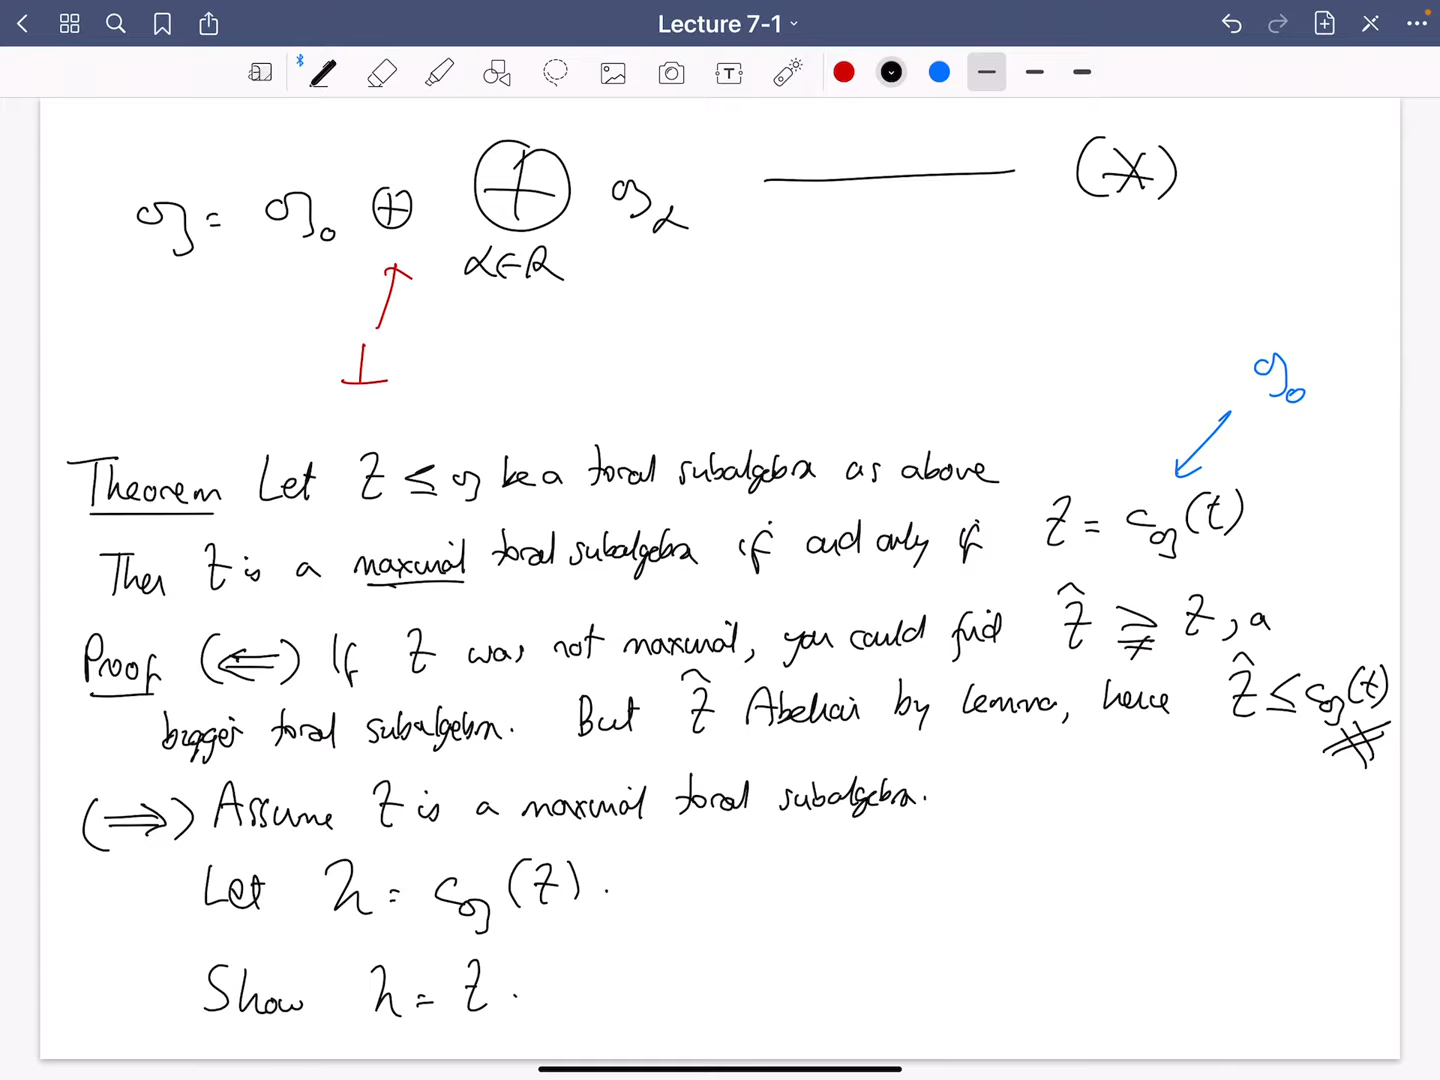 Lecture 7-1
𝔤 = 𝔤₀ ⊕ ⨁_{α∈R} 𝔤_α ——— (*)
⊥
𝔤₀
Theorem Let 𝔱 ≤ 𝔤 be a toral subalgebra as above
Then 𝔱 is a maximal toral subalgebra if and only if 𝔱 = c_𝔤(t)
Proof (⇐) If 𝔱 was not maximal, you could find 𝔱̂ ≩ 𝔱, a
bigger toral subalgebra. But 𝔱̂ Abelian by lemma, hence 𝔱̂ ≤ c_𝔤(t)
(⇒) Assume 𝔱 is a maximal toral subalgebra.
Let 𝔥 = c_𝔤(𝔱).
Show 𝔥 = 𝔱.